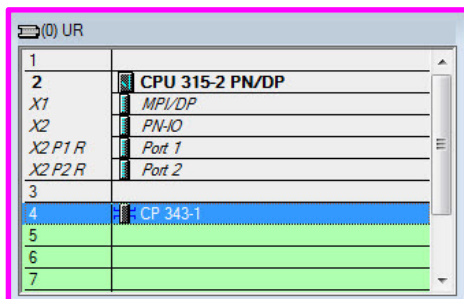 (0) UR
1
2 CPU 315-2 PN/DP
X1 MPI/DP
X2 PN-IO
X2 P1 R Port 1
X2 P2 R Port 2
3
4 CP 343-1
5
6
7